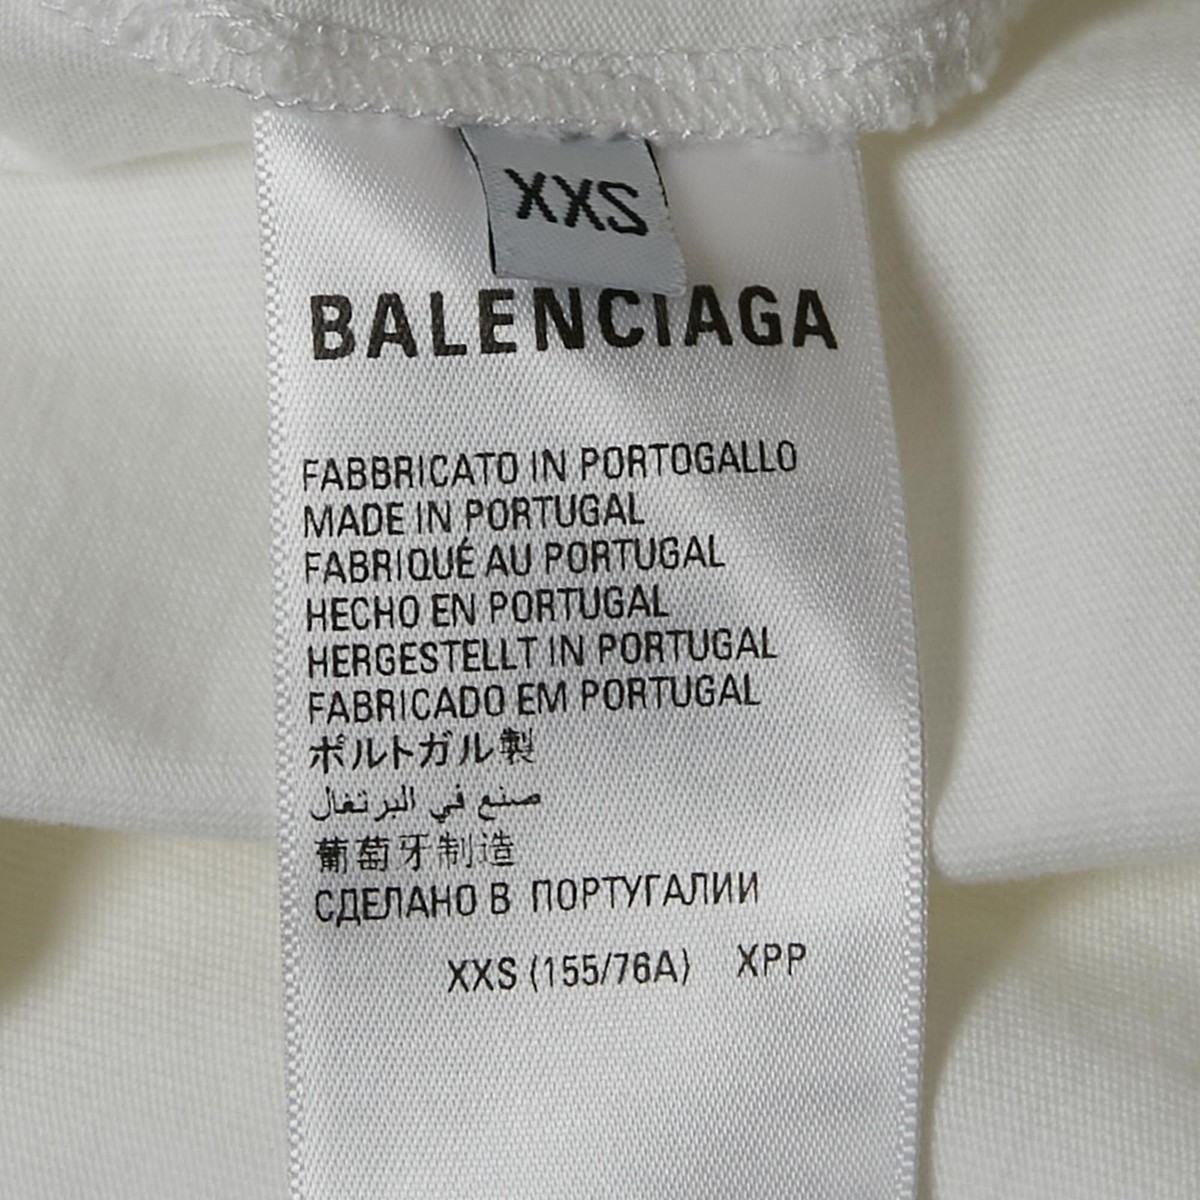 XXS
BALENCIAGA
FABBRICATO IN PORTOGALLO
MADE IN PORTUGAL
FABRIQUÉ AU PORTUGAL
HECHO EN PORTUGAL
HERGESTELLT IN PORTUGAL
FABRICADO EM PORTUGAL
ポルトガル製
صنع في البرتغال
葡萄牙制造
СДЕЛАНО В ПОРТУГАЛИИ
XXS (155/76A) XPP